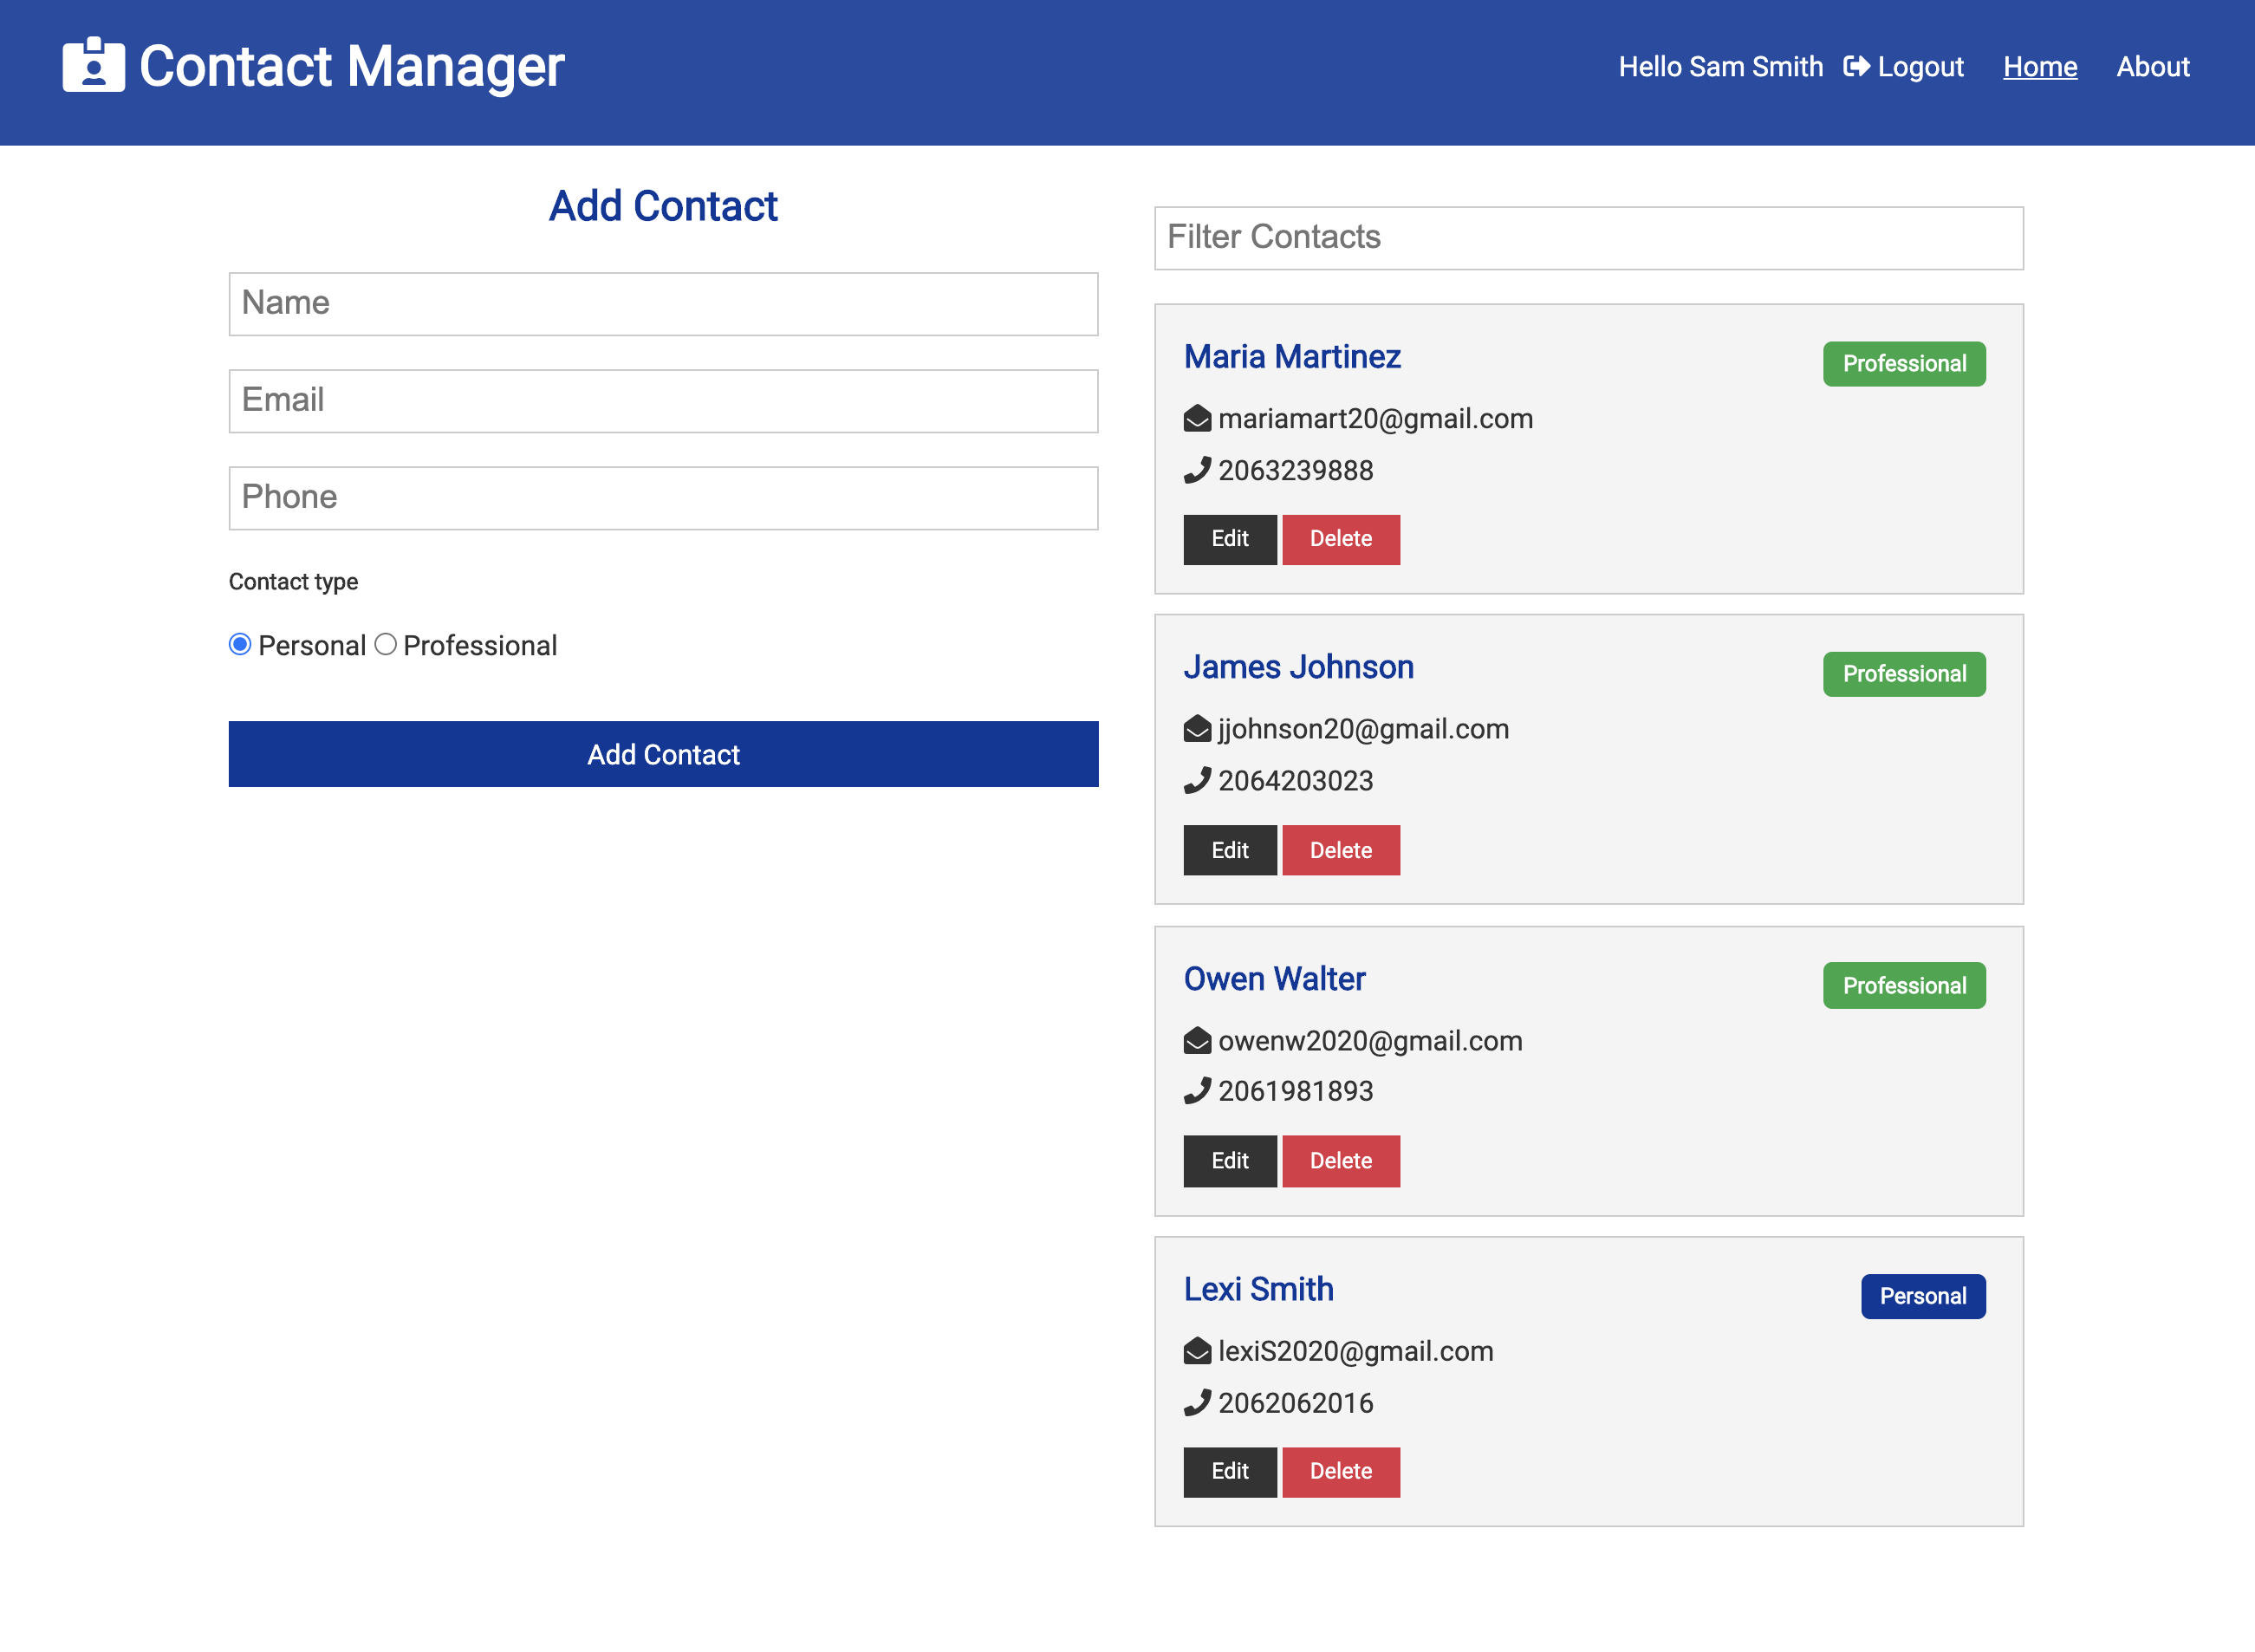 Contact Manager
Hello Sam Smith Logout Home About
Add Contact
Name
Email
Phone
Contact type
Personal Professional
Add Contact
Filter Contacts
Maria Martinez
Professional
mariamart20@gmail.com
2063239888
Edit Delete
James Johnson
Professional
jjohnson20@gmail.com
2064203023
Edit Delete
Owen Walter
Professional
owenw2020@gmail.com
2061981893
Edit Delete
Lexi Smith
Personal
lexiS2020@gmail.com
2062062016
Edit Delete